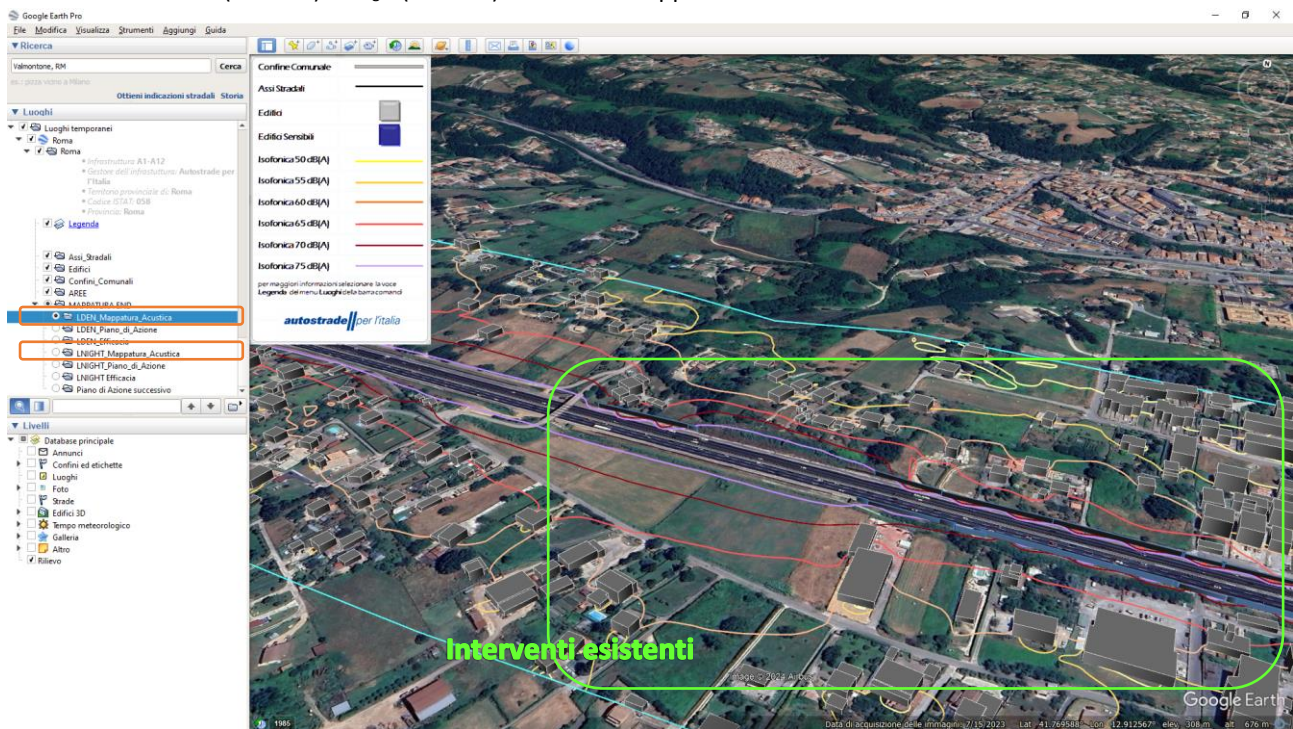 Google Earth Pro
File Modifica Visualizza Strumenti Aggiungi Guida
▼ Ricerca
Valmontone, RM
Cerca
es.: pizza vicino a Milano
Ottieni indicazioni stradali Storia
▼ Luoghi
Luoghi temporanei
Roma
Roma
• Infrastruttura A1-A12
• Gestore dell'infrastuttura: Autostrade per
l'Italia
• Territorio provinciale di: Roma
• Codice ISTAT: 058
• Provincia: Roma
Legenda
Assi_Stradali
Edifici
Confini_Comunali
AREE
MAPPATURA END
LDEN_Mappatura_Acustica
LDEN_Piano_di_Azione
LDEN_Efficacia
LNIGHT_Mappatura_Acustica
LNIGHT_Piano_di_Azione
LNIGHT Efficacia
Piano di Azione successivo
▼ Livelli
Database principale
Annunci
Confini ed etichette
Luoghi
Foto
Strade
Edifici 3D
Tempo meteorologico
Galleria
Altro
Rilievo
Confine Comunale
Assi Stradali
Edifici
Edifici Sensibili
Isofonica 50 dB(A)
Isofonica 55 dB(A)
Isofonica 60 dB(A)
Isofonica 65 dB(A)
Isofonica 70 dB(A)
Isofonica 75 dB(A)
per maggiori informazioni selezionare la voce
Legenda del menu Luoghi della barra comandi
autostrade per l'italia
N
Interventi esistenti
Image © 2023 Airbus
Google Earth
1985
Data di acquisizione delle immagini: 7/15/2023 Lat 41.769588° Lon 12.912567° elev 308 m alt 676 m